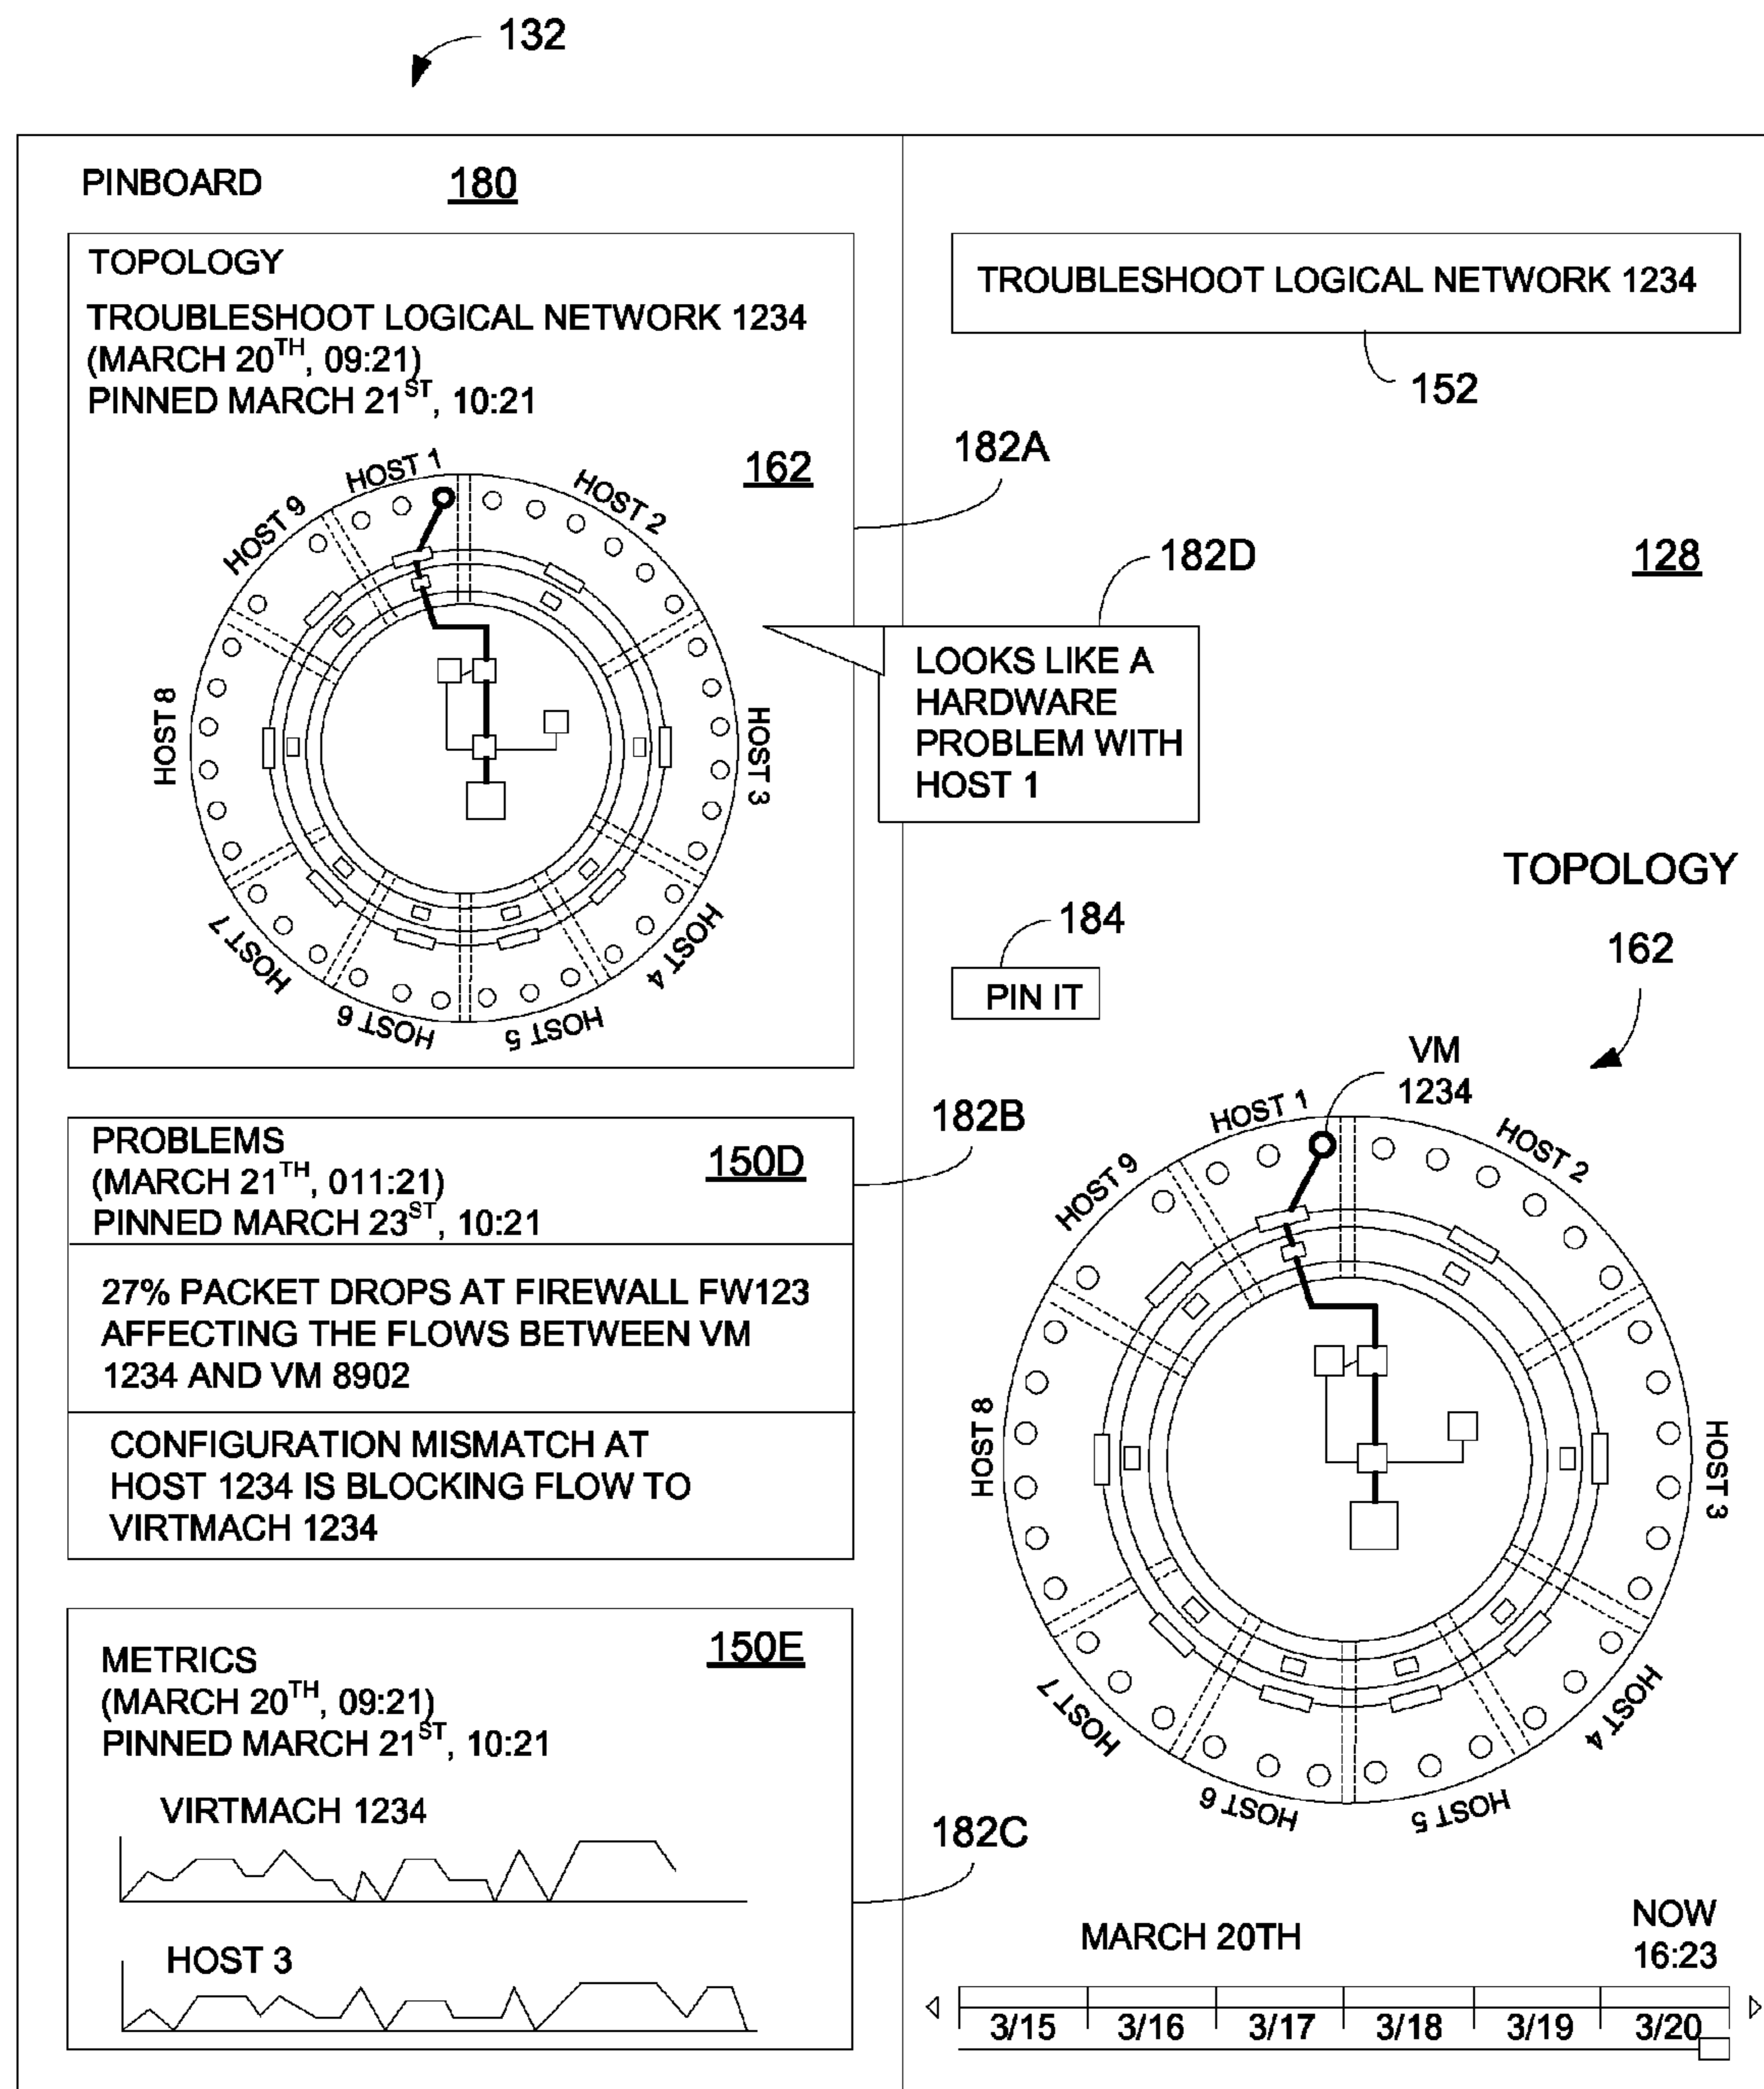 132
PINBOARD 180
TOPOLOGY
TROUBLESHOOT LOGICAL NETWORK 1234
(MARCH 20TH, 09:21)
PINNED MARCH 21ST, 10:21
162
HOST 1
HOST 2
HOST 3
HOST 4
HOST 5
HOST 6
HOST 7
HOST 8
HOST 9
182A
182D
LOOKS LIKE A
HARDWARE
PROBLEM WITH
HOST 1
PROBLEMS
(MARCH 21TH, 011:21)
PINNED MARCH 23ST, 10:21
150D
182B
27% PACKET DROPS AT FIREWALL FW123
AFFECTING THE FLOWS BETWEEN VM
1234 AND VM 8902
CONFIGURATION MISMATCH AT
HOST 1234 IS BLOCKING FLOW TO
VIRTMACH 1234
METRICS
(MARCH 20TH, 09:21)
PINNED MARCH 21ST, 10:21
150E
VIRTMACH 1234
HOST 3
182C
TROUBLESHOOT LOGICAL NETWORK 1234
152
128
TOPOLOGY
162
184
PIN IT
VM
1234
HOST 1
HOST 2
HOST 3
HOST 4
HOST 5
HOST 6
HOST 7
HOST 8
HOST 9
MARCH 20TH
NOW
16:23
3/15 3/16 3/17 3/18 3/19 3/20